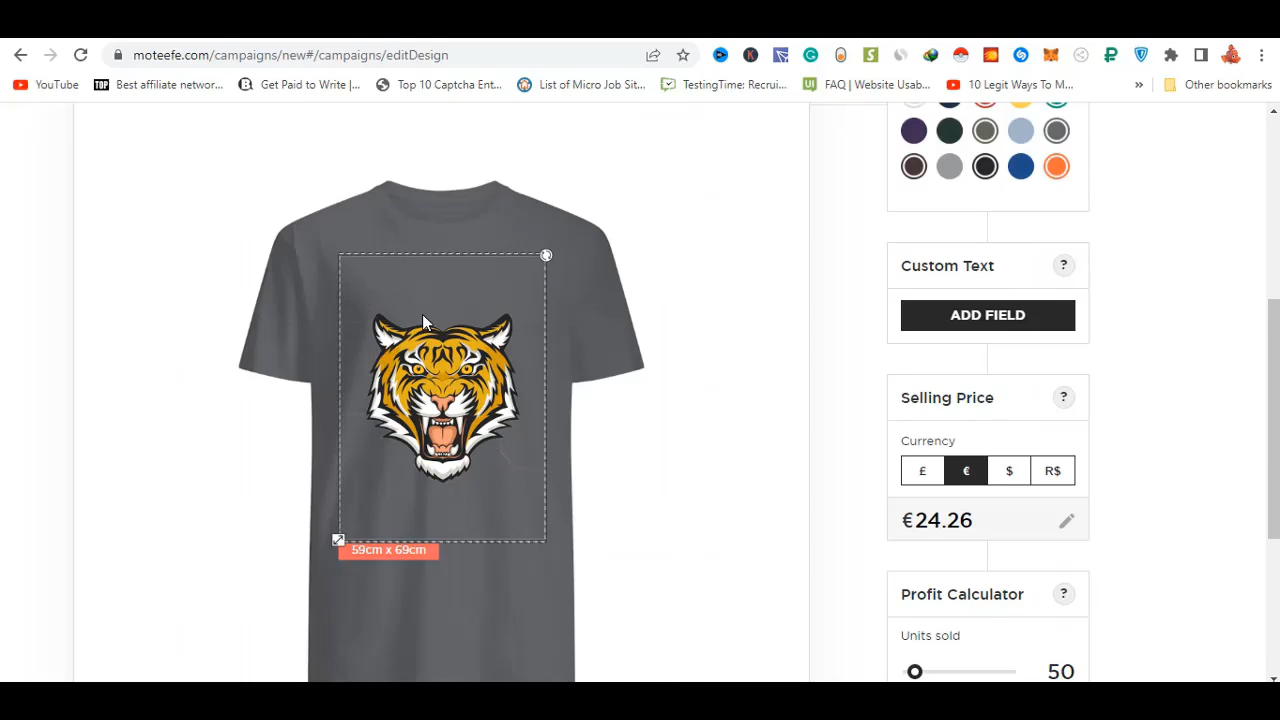 moteefe.com/campaigns/new#/campaigns/editDesign
YouTube
TOP Best affiliate networ...
Get Paid to Write |...
Top 10 Captcha Ent...
List of Micro Job Sit...
TestingTime: Recrui...
UI FAQ | Website Usab...
10 Legit Ways To M...
» Other bookmarks
Custom Text ?
ADD FIELD
Selling Price ?
Currency
£ € $ R$
€24.26
59cm x 69cm
Profit Calculator ?
Units sold
50